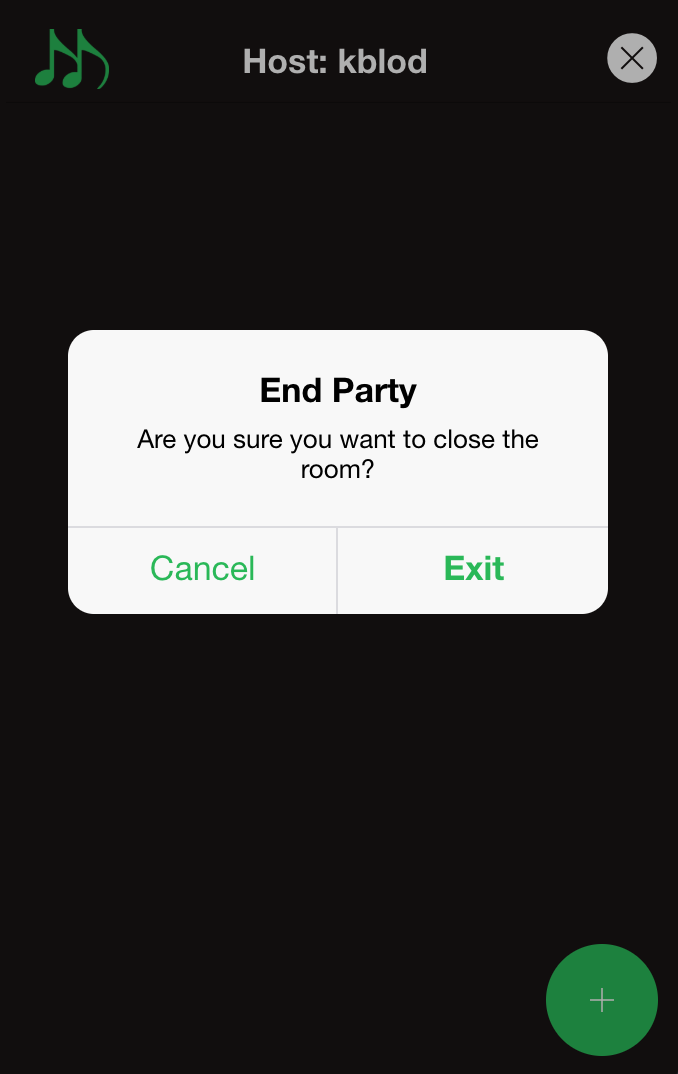 Host: kblod
End Party
Are you sure you want to close the
room?
Cancel
Exit